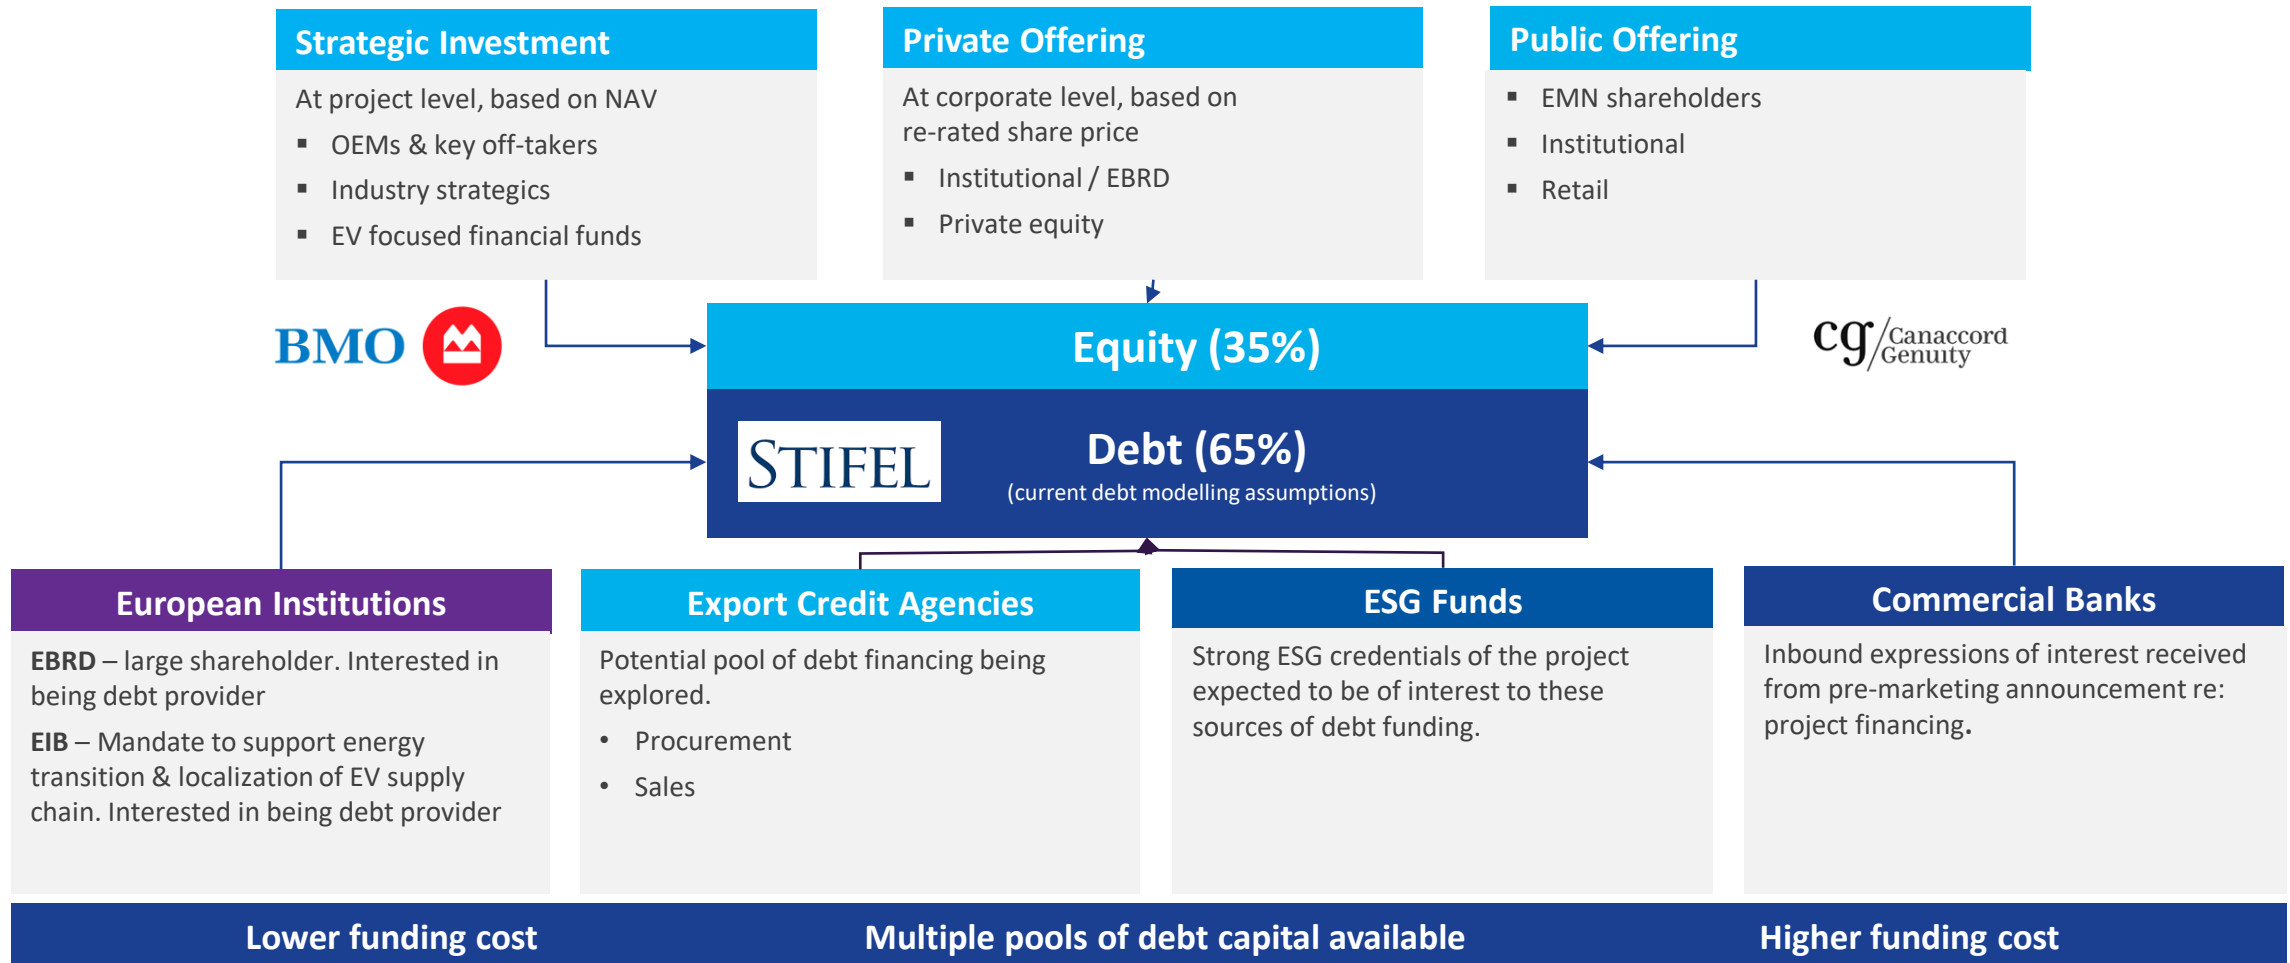 Strategic Investment
At project level, based on NAV
▪ OEMs & key off-takers
▪ Industry strategics
▪ EV focused financial funds
Private Offering
At corporate level, based on
re-rated share price
▪ Institutional / EBRD
▪ Private equity
Public Offering
▪ EMN shareholders
▪ Institutional
▪ Retail
BMO
Equity (35%)
cg/Canaccord
Genuity
STIFEL
Debt (65%)
(current debt modelling assumptions)
European Institutions
EBRD – large shareholder. Interested in
being debt provider
EIB – Mandate to support energy
transition & localization of EV supply
chain. Interested in being debt provider
Export Credit Agencies
Potential pool of debt financing being
explored.
• Procurement
• Sales
ESG Funds
Strong ESG credentials of the project
expected to be of interest to these
sources of debt funding.
Commercial Banks
Inbound expressions of interest received
from pre-marketing announcement re:
project financing.
Lower funding cost
Multiple pools of debt capital available
Higher funding cost